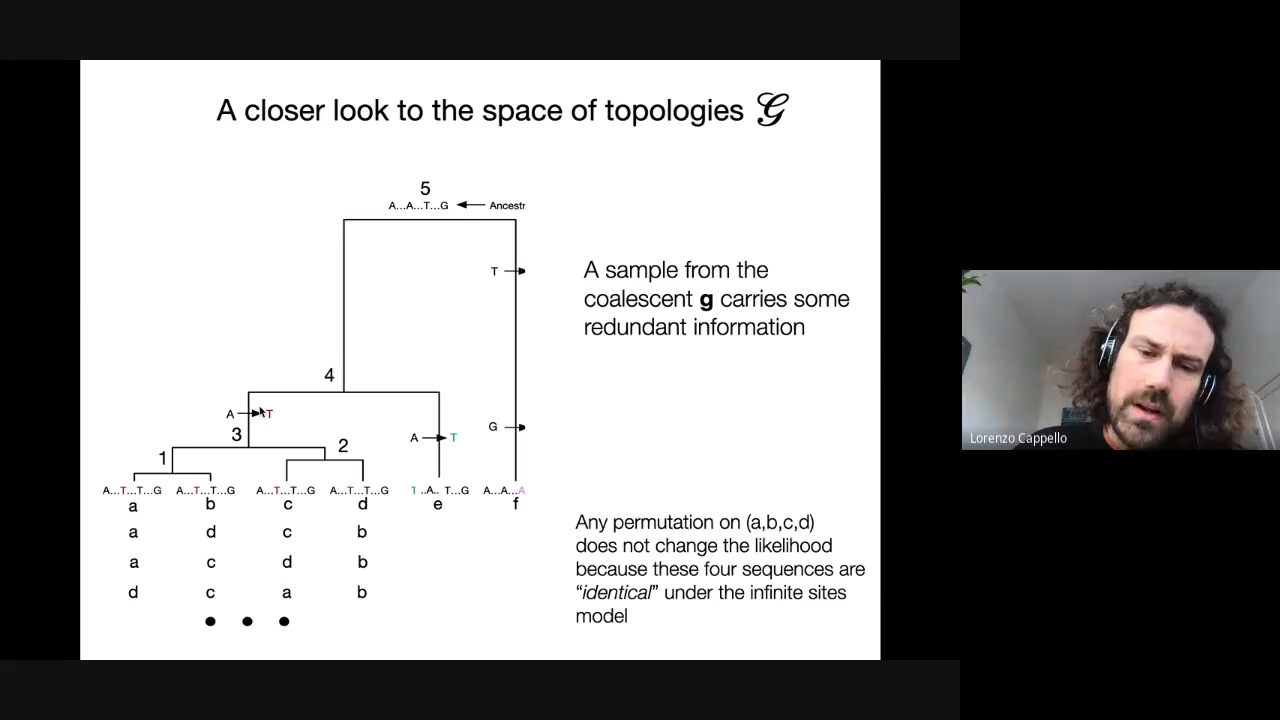 A closer look to the space of topologies 𝒢
5
A...A...T...G Ancestr
T
A sample from the
coalescent g carries some
redundant information
4
A T
3
A T
G
1
2
A...T...T...G A...T...T...G A...T...T...G A...T...T...G T ..A.. T...G A...A...A
a b c d e f
a d c b
a c d b
d c a b
● ● ●
Any permutation on (a,b,c,d)
does not change the likelihood
because these four sequences are
“identical” under the infinite sites
model
Lorenzo Cappello